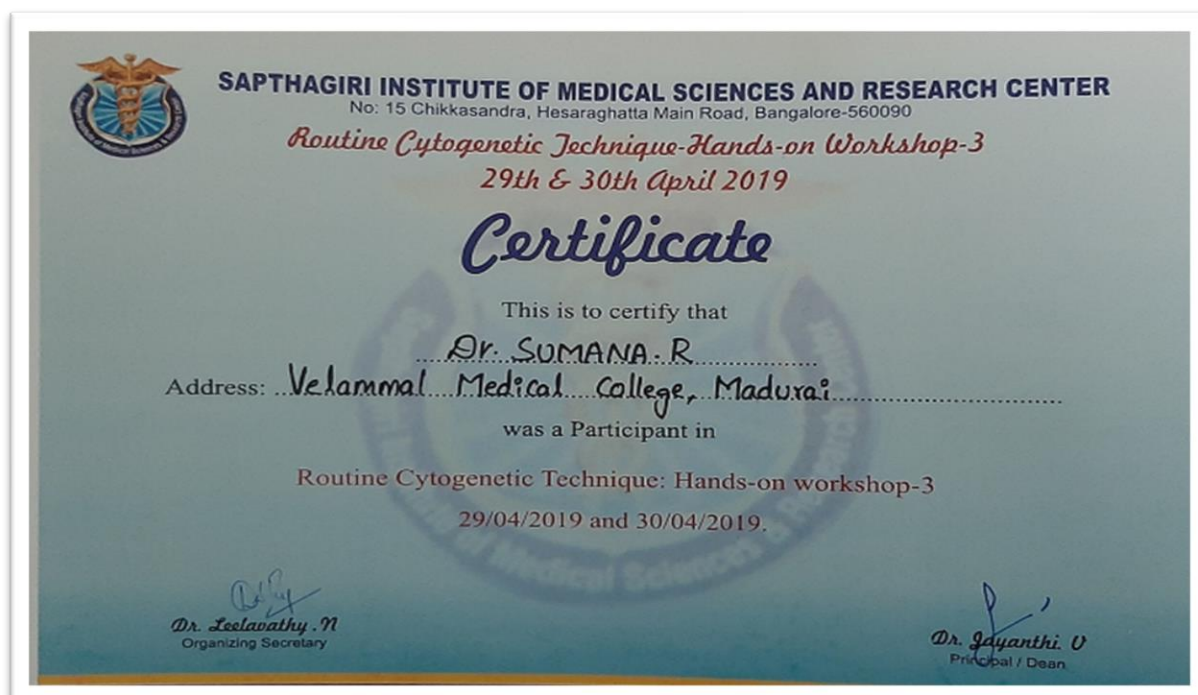 SAPTHAGIRI INSTITUTE OF MEDICAL SCIENCES AND RESEARCH CENTER
No: 15 Chikkasandra, Hesaraghatta Main Road, Bangalore-560090
Routine Cytogenetic Technique-Hands-on Workshop-3
29th & 30th April 2019
Certificate
This is to certify that
Dr. SUMANA. R
Address: Velammal Medical College, Madurai
was a Participant in
Routine Cytogenetic Technique: Hands-on workshop-3
29/04/2019 and 30/04/2019.
Dr. Leelavathy .N
Organizing Secretary
Dr. Jayanthi. V
Principal / Dean